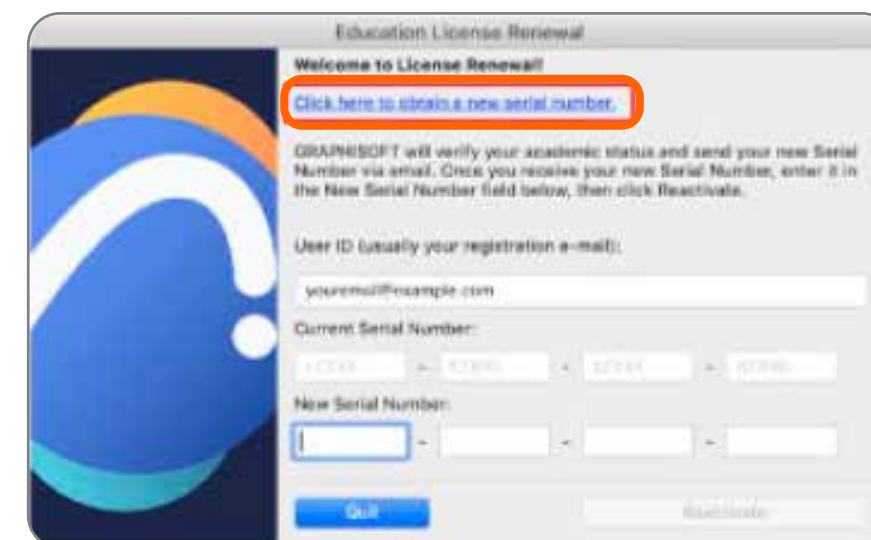 Education License Renewal
Welcome to License Renewal!
Click here to obtain a new serial number.
GRAPHISOFT will verify your academic status and send your new Serial
Number via email. Once you receive your new Serial Number, enter it in
the New Serial Number field below, then click Reactivate.
User ID (usually your registration e-mail):
youremail@example.com
Current Serial Number:
- - -
New Serial Number:
- - -
Quit Reactivate